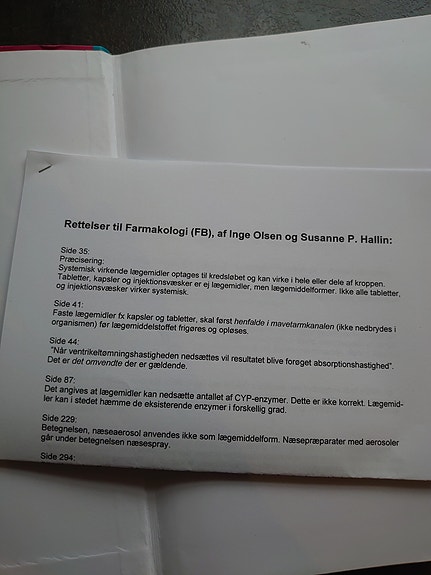 Rettelser til Farmakologi (FB), af Inge Olsen og Susanne P. Hallin:
Side 35:
Præcisering:
Systemisk virkende lægemidler optages til kredsløbet og kan virke i hele eller dele af kroppen.
Tabletter, kapsler og injektionsvæsker er ej lægemidler, men lægemiddelformer. Ikke alle tabletter,
og injektionsvæsker virker systemisk.
Side 41:
Faste lægemidler fx kapsler og tabletter, skal først henfalde i mavetarmkanalen (ikke nedbrydes i
organismen) før lægemiddelstoffet frigøres og opløses.
Side 44:
"Når ventrikeltømningshastigheden nedsættes vil resultatet blive forøget absorptionshastighed".
Det er det omvendte der er gældende.
Side 87:
Det angives at lægemidler kan nedsætte antallet af CYP-enzymer. Dette er ikke korrekt. Lægemid-
ler kan i stedet hæmme de eksisterende enzymer i forskellig grad.
Side 229:
Betegnelsen, næseaerosol anvendes ikke som lægemiddelform. Næsepræparater med aerosoler
går under betegnelsen næsespray.
Side 294: